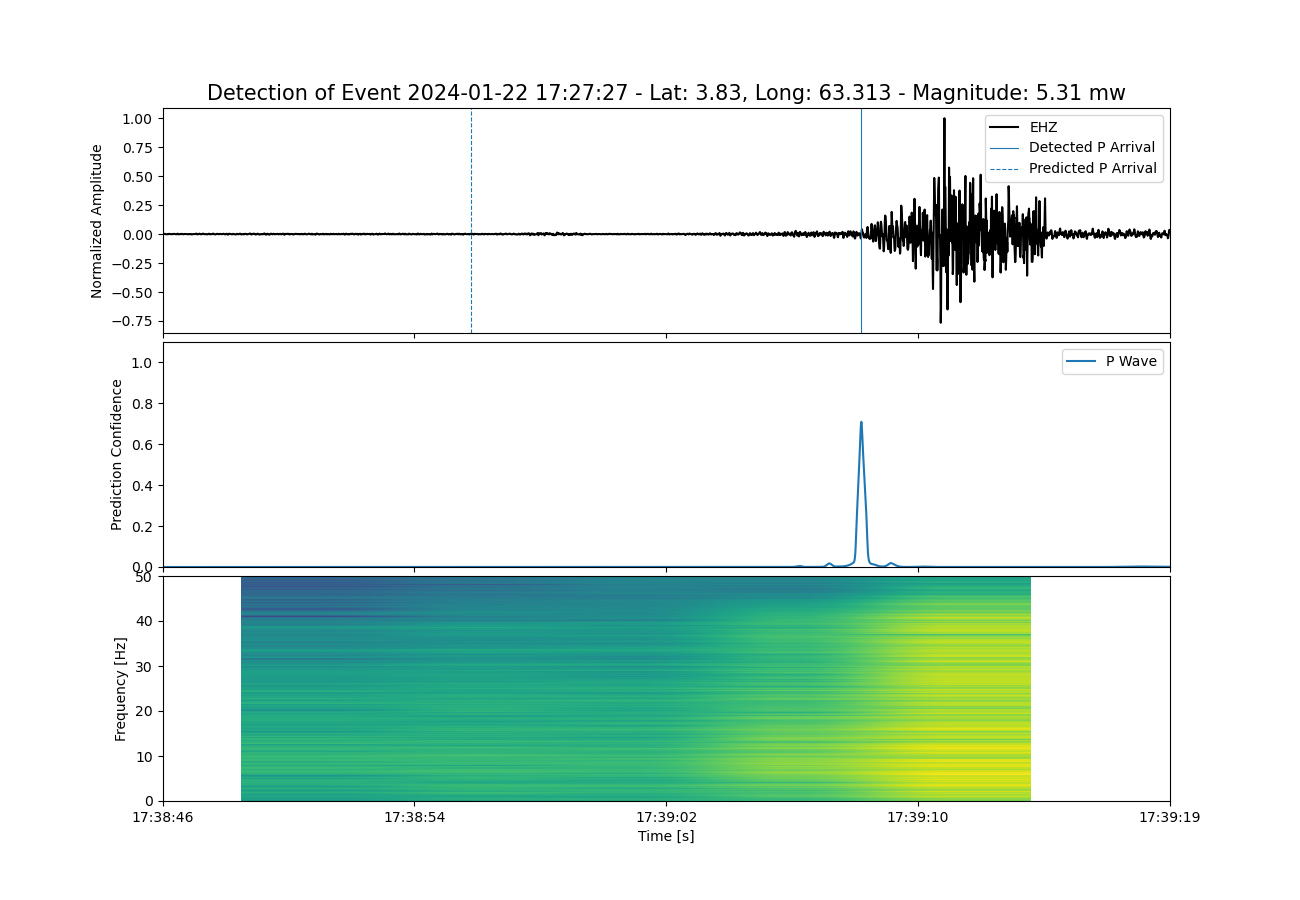 Detection of Event 2024-01-22 17:27:27 - Lat: 3.83, Long: 63.313 - Magnitude: 5.31 mw
Normalized Amplitude
1.00
0.75
0.50
0.25
0.00
−0.25
−0.50
−0.75
EHZ
Detected P Arrival
Predicted P Arrival
Prediction Confidence
1.0
0.8
0.6
0.4
0.2
0.0
P Wave
Frequency [Hz]
50
40
30
20
10
0
17:38:46 17:38:54 17:39:02 17:39:10 17:39:19
Time [s]